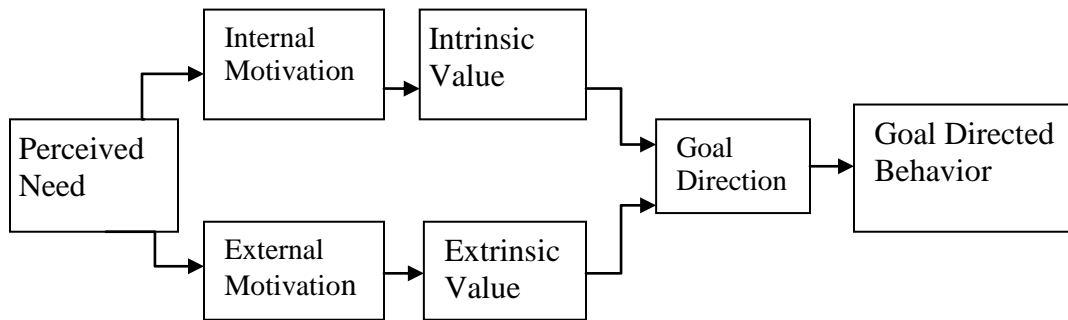 Perceived
Need
Internal
Motivation
Intrinsic
Value
External
Motivation
Extrinsic
Value
Goal
Direction
Goal Directed
Behavior